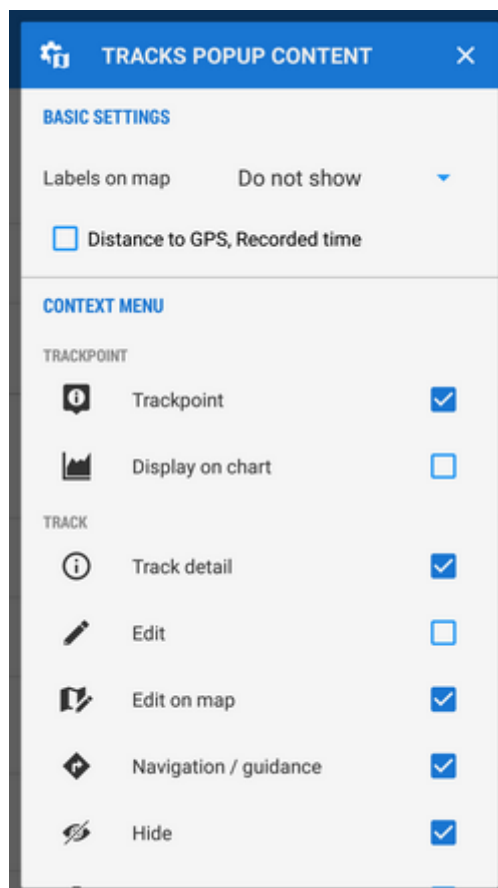 TRACKS POPUP CONTENT
BASIC SETTINGS
Labels on map Do not show
Distance to GPS, Recorded time
CONTEXT MENU
TRACKPOINT
Trackpoint
Display on chart
TRACK
Track detail
Edit
Edit on map
Navigation / guidance
Hide